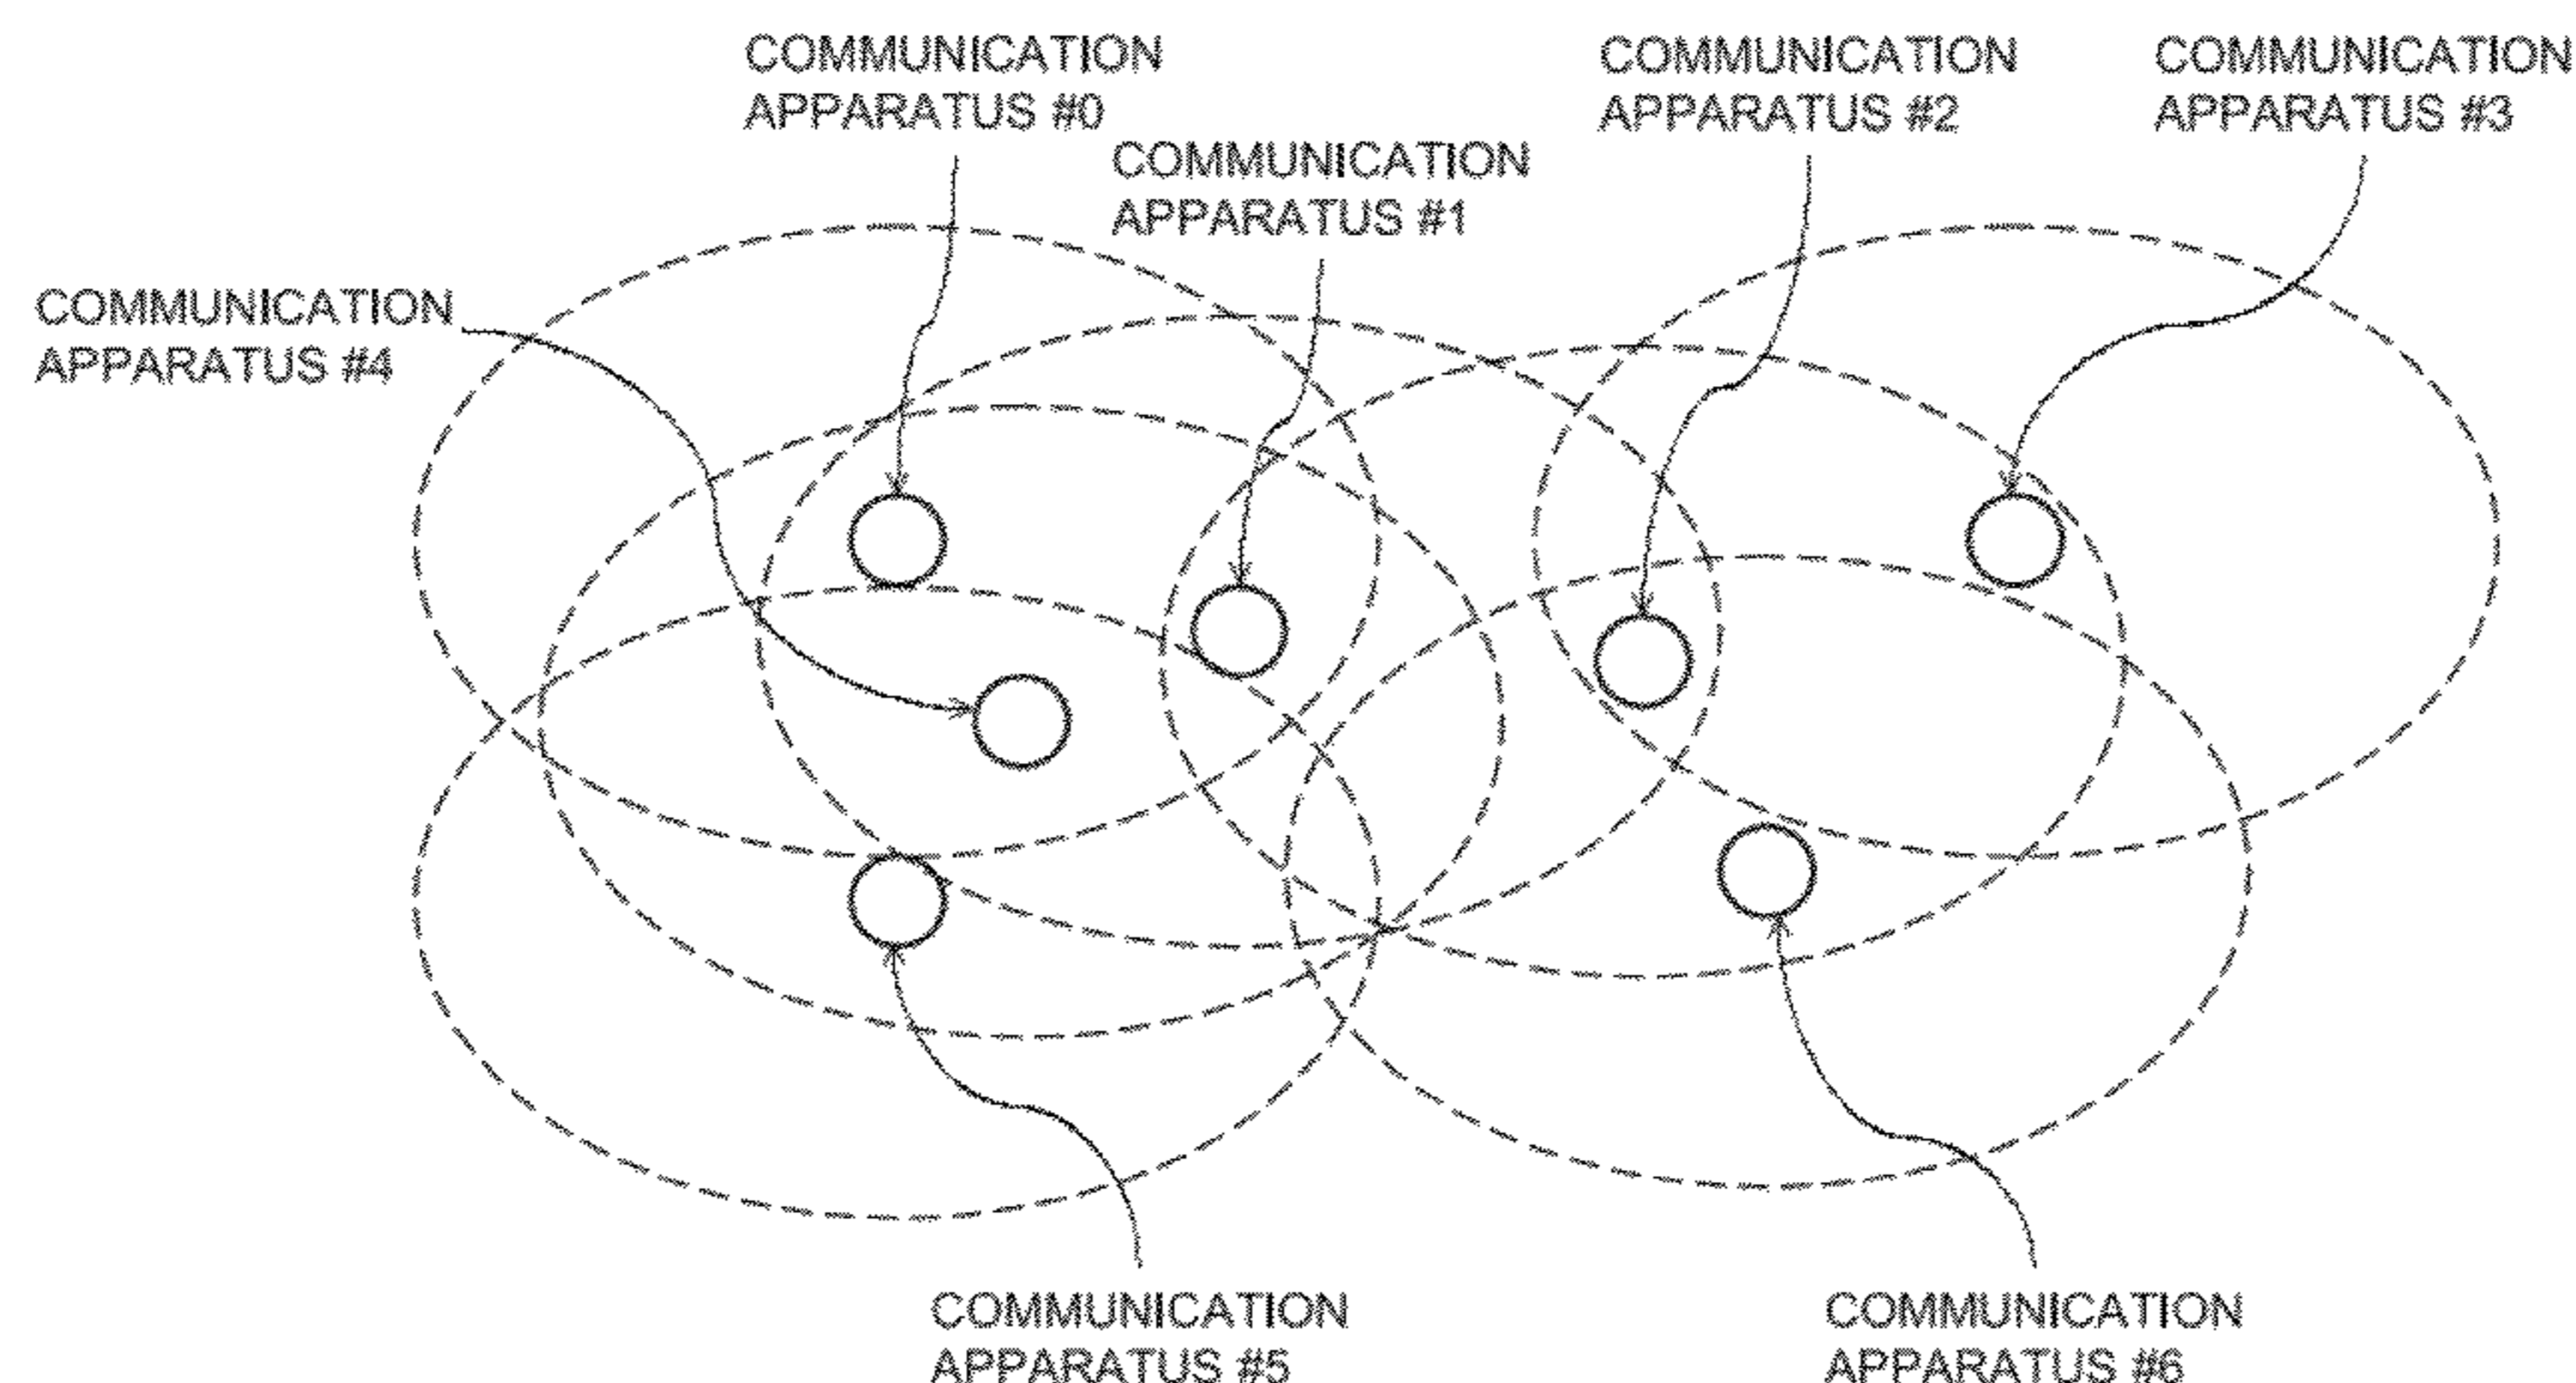 COMMUNICATION
APPARATUS #0
COMMUNICATION
APPARATUS #1
COMMUNICATION
APPARATUS #2
COMMUNICATION
APPARATUS #3
COMMUNICATION
APPARATUS #4
COMMUNICATION
APPARATUS #5
COMMUNICATION
APPARATUS #6